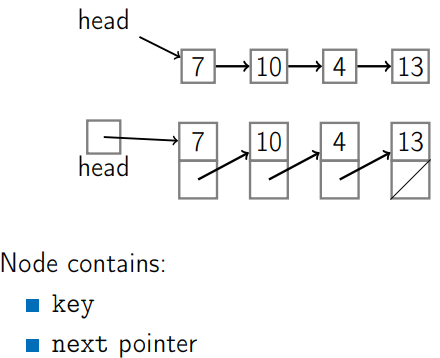 head
7 10 4 13
7 10 4 13
head
Node contains:
key
next pointer